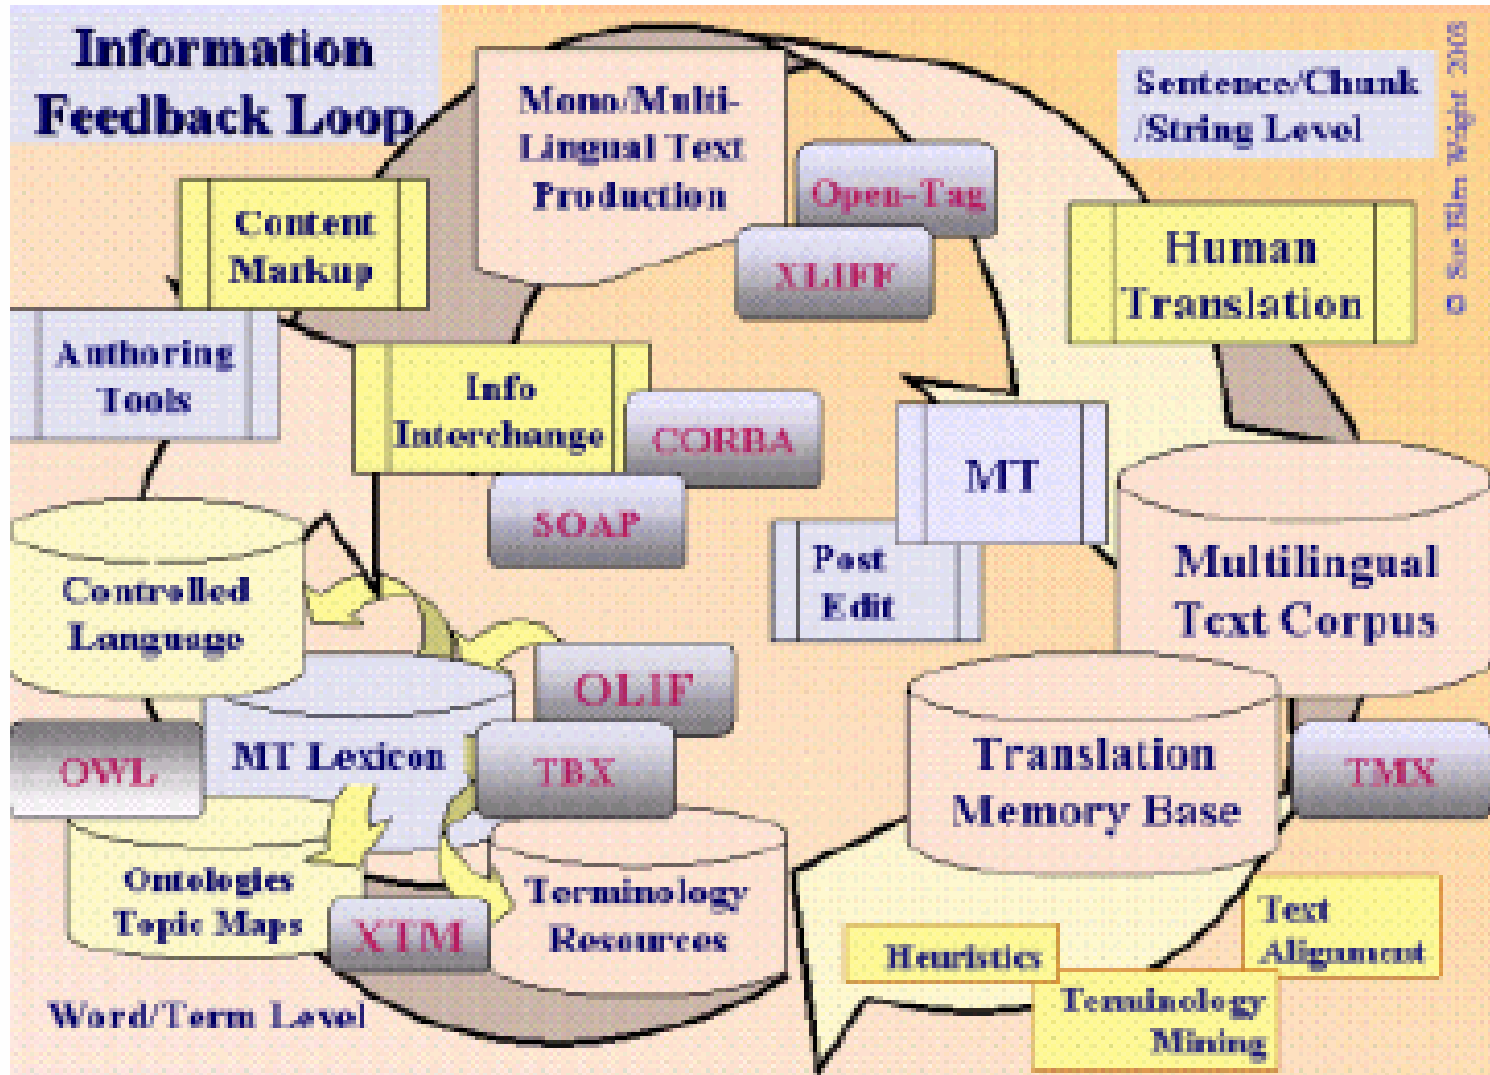 Information
Feedback Loop
Mono/Multi-
Lingual Text
Production
Sentence/Chunk
/String Level
© Sue Ellen Wright 2003
Open-Tag
XLIFF
Content
Markup
Human
Translation
Authoring
Tools
Info
Interchange
CORBA
SOAP
MT
Post
Edit
Multilingual
Text Corpus
Controlled
Language
OLIF
MT Lexicon
OWL
TBX
Translation
Memory Base
TMX
Ontologies
Topic Maps
XTM
Terminology
Resources
Text
Alignment
Heuristics
Terminology
Mining
Word/Term Level